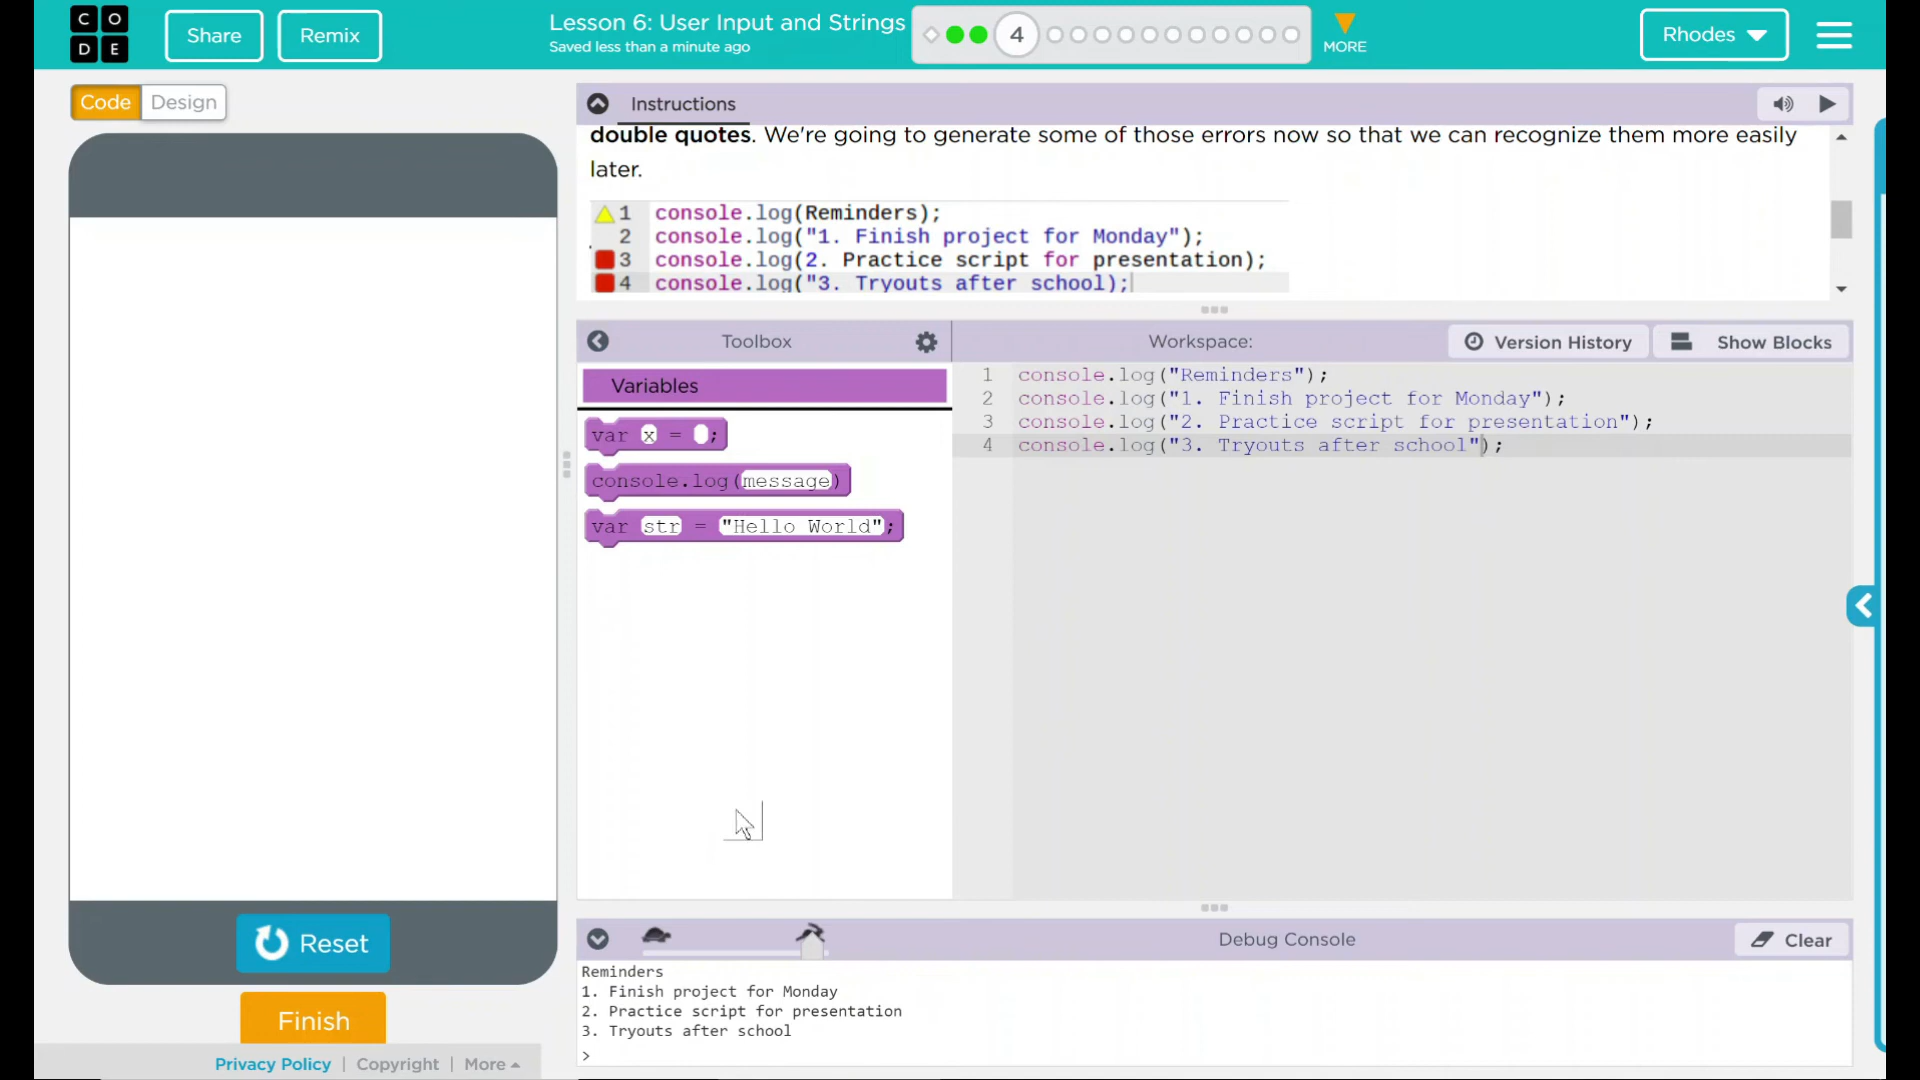 C O
D E
Share
Remix
Lesson 6: User Input and Strings
Saved less than a minute ago
4
MORE
Rhodes
Code
Design
Instructions
double quotes. We're going to generate some of those errors now so that we can recognize them more easily
later.
1 console.log(Reminders);
2 console.log("1. Finish project for Monday");
3 console.log(2. Practice script for presentation);
4 console.log("3. Tryouts after school);
Toolbox
Workspace:
Version History
Show Blocks
Variables
var x = ;
console.log(message)
var str = "Hello World";
1 console.log("Reminders");
2 console.log("1. Finish project for Monday");
3 console.log("2. Practice script for presentation");
4 console.log("3. Tryouts after school");
Reset
Finish
Debug Console
Clear
Reminders
1. Finish project for Monday
2. Practice script for presentation
3. Tryouts after school
>
Privacy Policy | Copyright | More